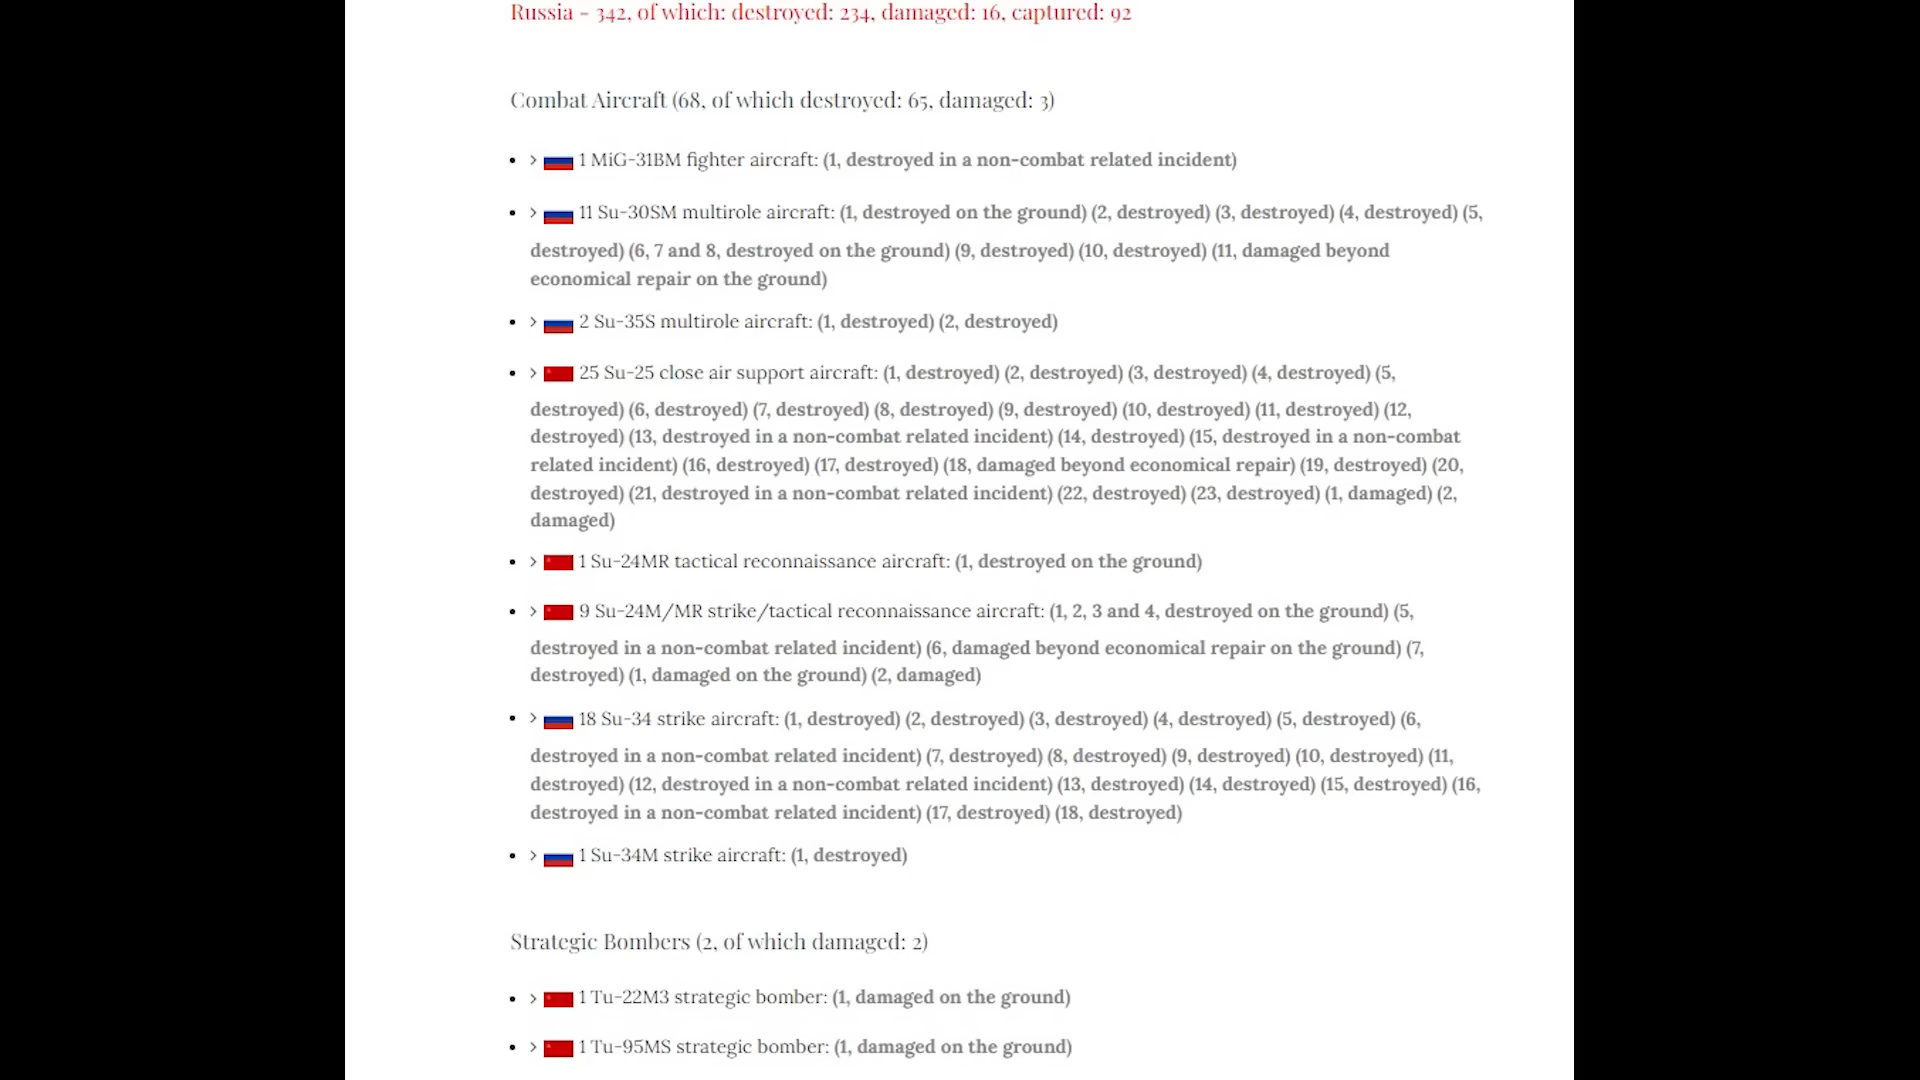 Russia - 342, of which: destroyed: 234, damaged: 16, captured: 92
Combat Aircraft (68, of which destroyed: 65, damaged: 3)
• > 1 MiG-31BM fighter aircraft: (1, destroyed in a non-combat related incident)
• > 11 Su-30SM multirole aircraft: (1, destroyed on the ground) (2, destroyed) (3, destroyed) (4, destroyed) (5,
destroyed) (6, 7 and 8, destroyed on the ground) (9, destroyed) (10, destroyed) (11, damaged beyond
economical repair on the ground)
• > 2 Su-35S multirole aircraft: (1, destroyed) (2, destroyed)
• > 25 Su-25 close air support aircraft: (1, destroyed) (2, destroyed) (3, destroyed) (4, destroyed) (5,
destroyed) (6, destroyed) (7, destroyed) (8, destroyed) (9, destroyed) (10, destroyed) (11, destroyed) (12,
destroyed) (13, destroyed in a non-combat related incident) (14, destroyed) (15, destroyed in a non-combat
related incident) (16, destroyed) (17, destroyed) (18, damaged beyond economical repair) (19, destroyed) (20,
destroyed) (21, destroyed in a non-combat related incident) (22, destroyed) (23, destroyed) (1, damaged) (2,
damaged)
• > 1 Su-24MR tactical reconnaissance aircraft: (1, destroyed on the ground)
• > 9 Su-24M/MR strike/tactical reconnaissance aircraft: (1, 2, 3 and 4, destroyed on the ground) (5,
destroyed in a non-combat related incident) (6, damaged beyond economical repair on the ground) (7,
destroyed) (1, damaged on the ground) (2, damaged)
• > 18 Su-34 strike aircraft: (1, destroyed) (2, destroyed) (3, destroyed) (4, destroyed) (5, destroyed) (6,
destroyed in a non-combat related incident) (7, destroyed) (8, destroyed) (9, destroyed) (10, destroyed) (11,
destroyed) (12, destroyed in a non-combat related incident) (13, destroyed) (14, destroyed) (15, destroyed) (16,
destroyed in a non-combat related incident) (17, destroyed) (18, destroyed)
• > 1 Su-34M strike aircraft: (1, destroyed)
Strategic Bombers (2, of which damaged: 2)
• > 1 Tu-22M3 strategic bomber: (1, damaged on the ground)
• > 1 Tu-95MS strategic bomber: (1, damaged on the ground)